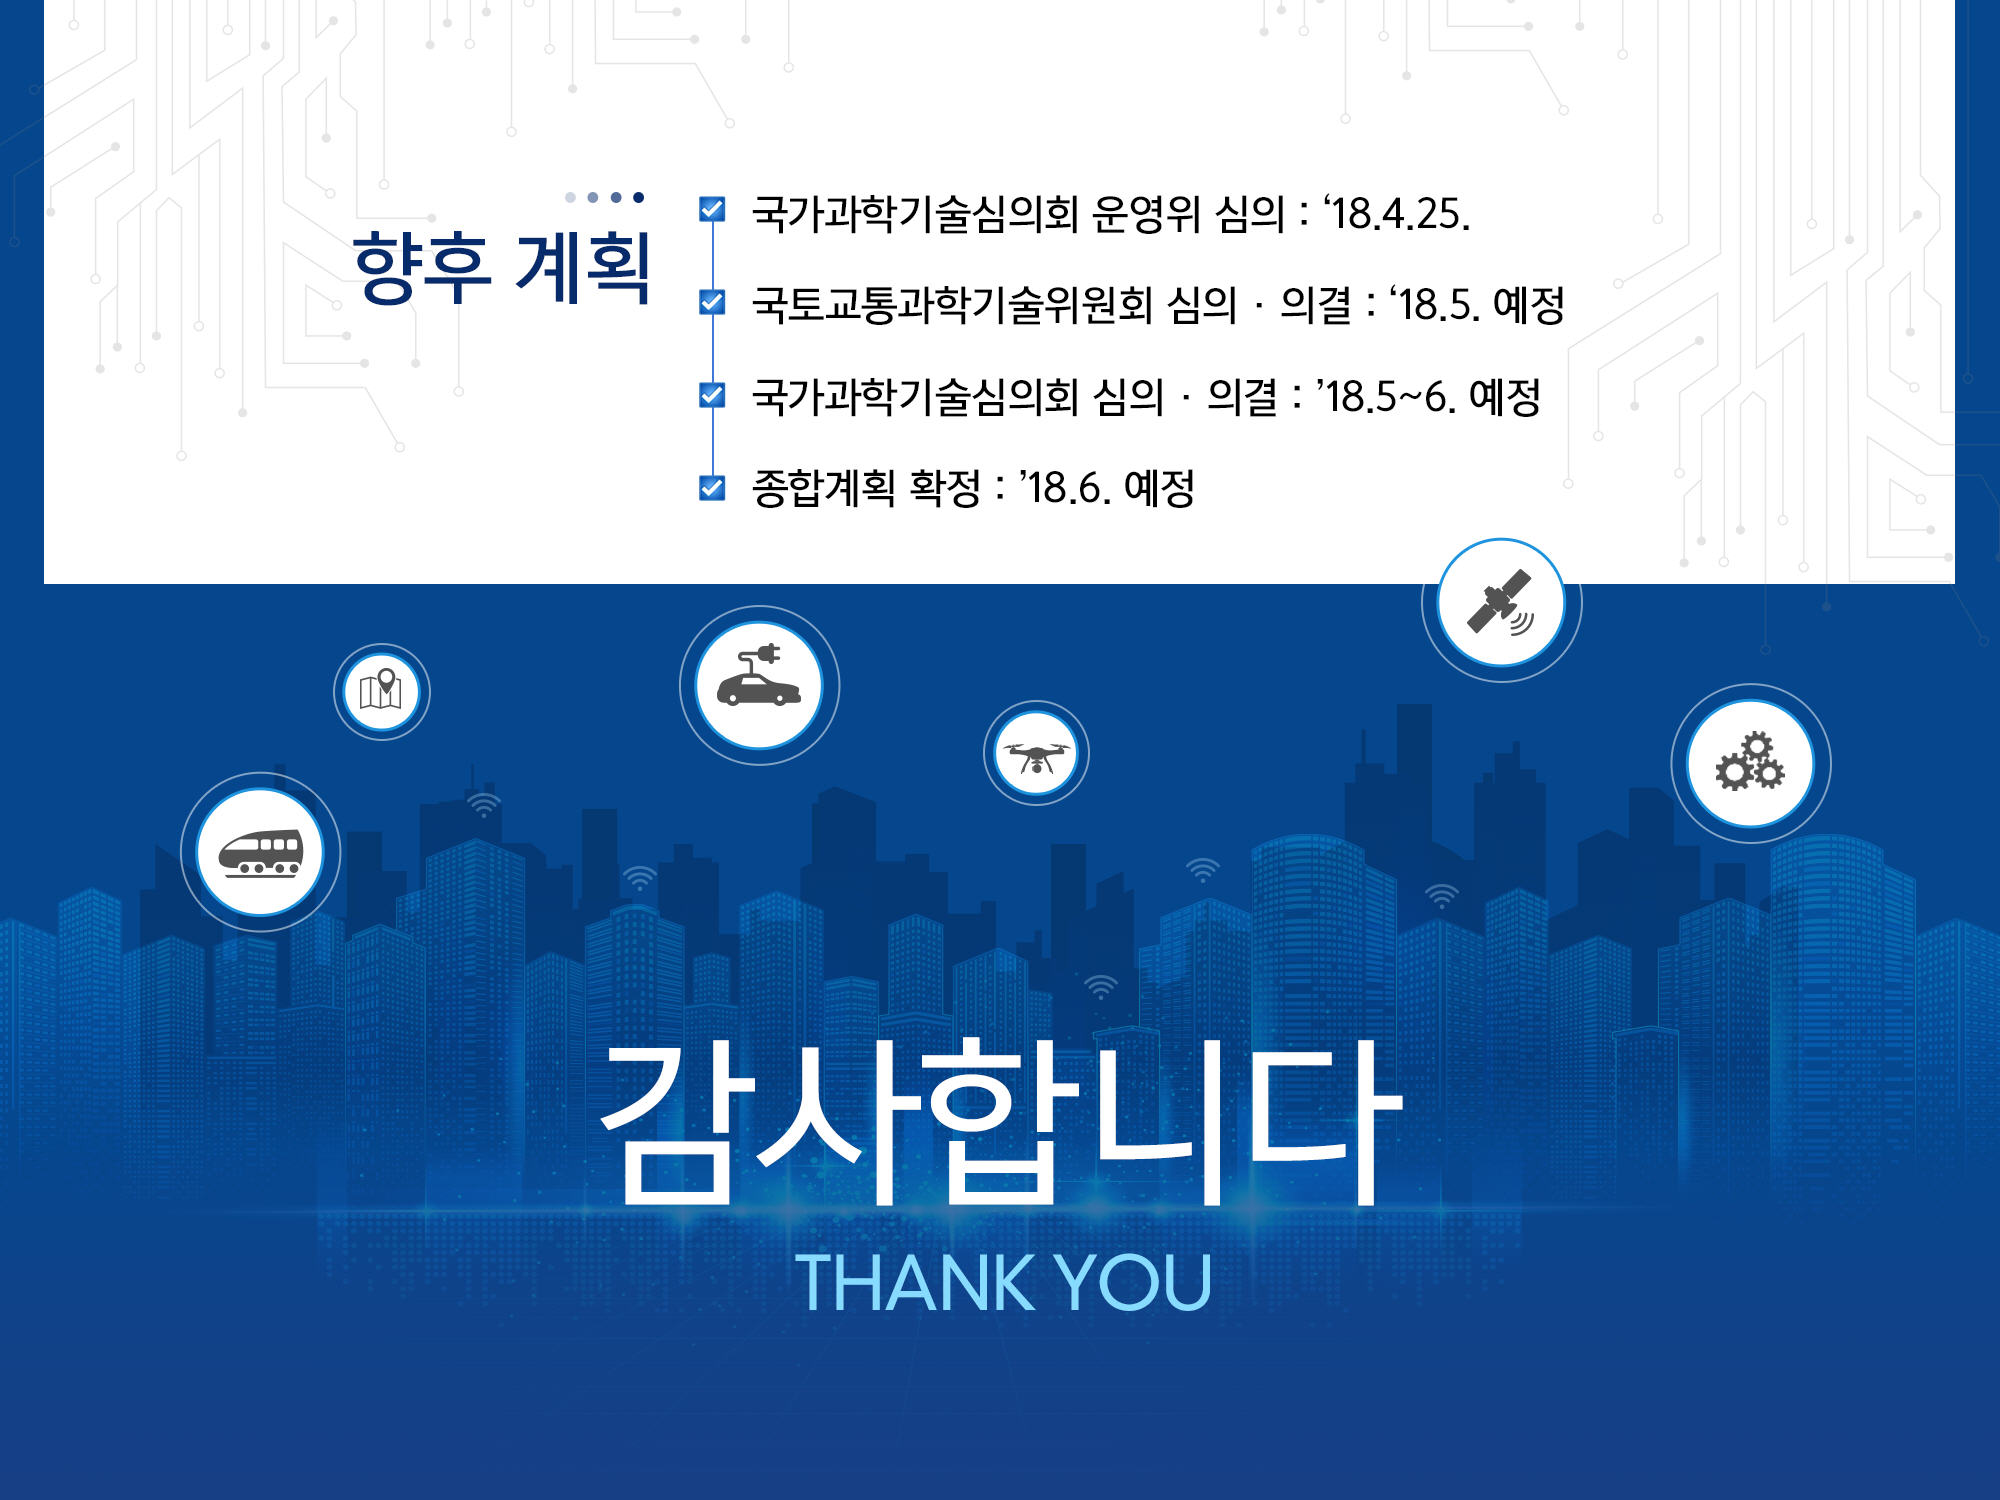 향후 계획
국가과학기술심의회 운영위 심의 : ‘18.4.25.
국토교통과학기술위원회 심의 · 의결 : ‘18.5. 예정
국가과학기술심의회 심의 · 의결 : ’18.5~6. 예정
종합계획 확정 : ’18.6. 예정
감사합니다
THANK YOU